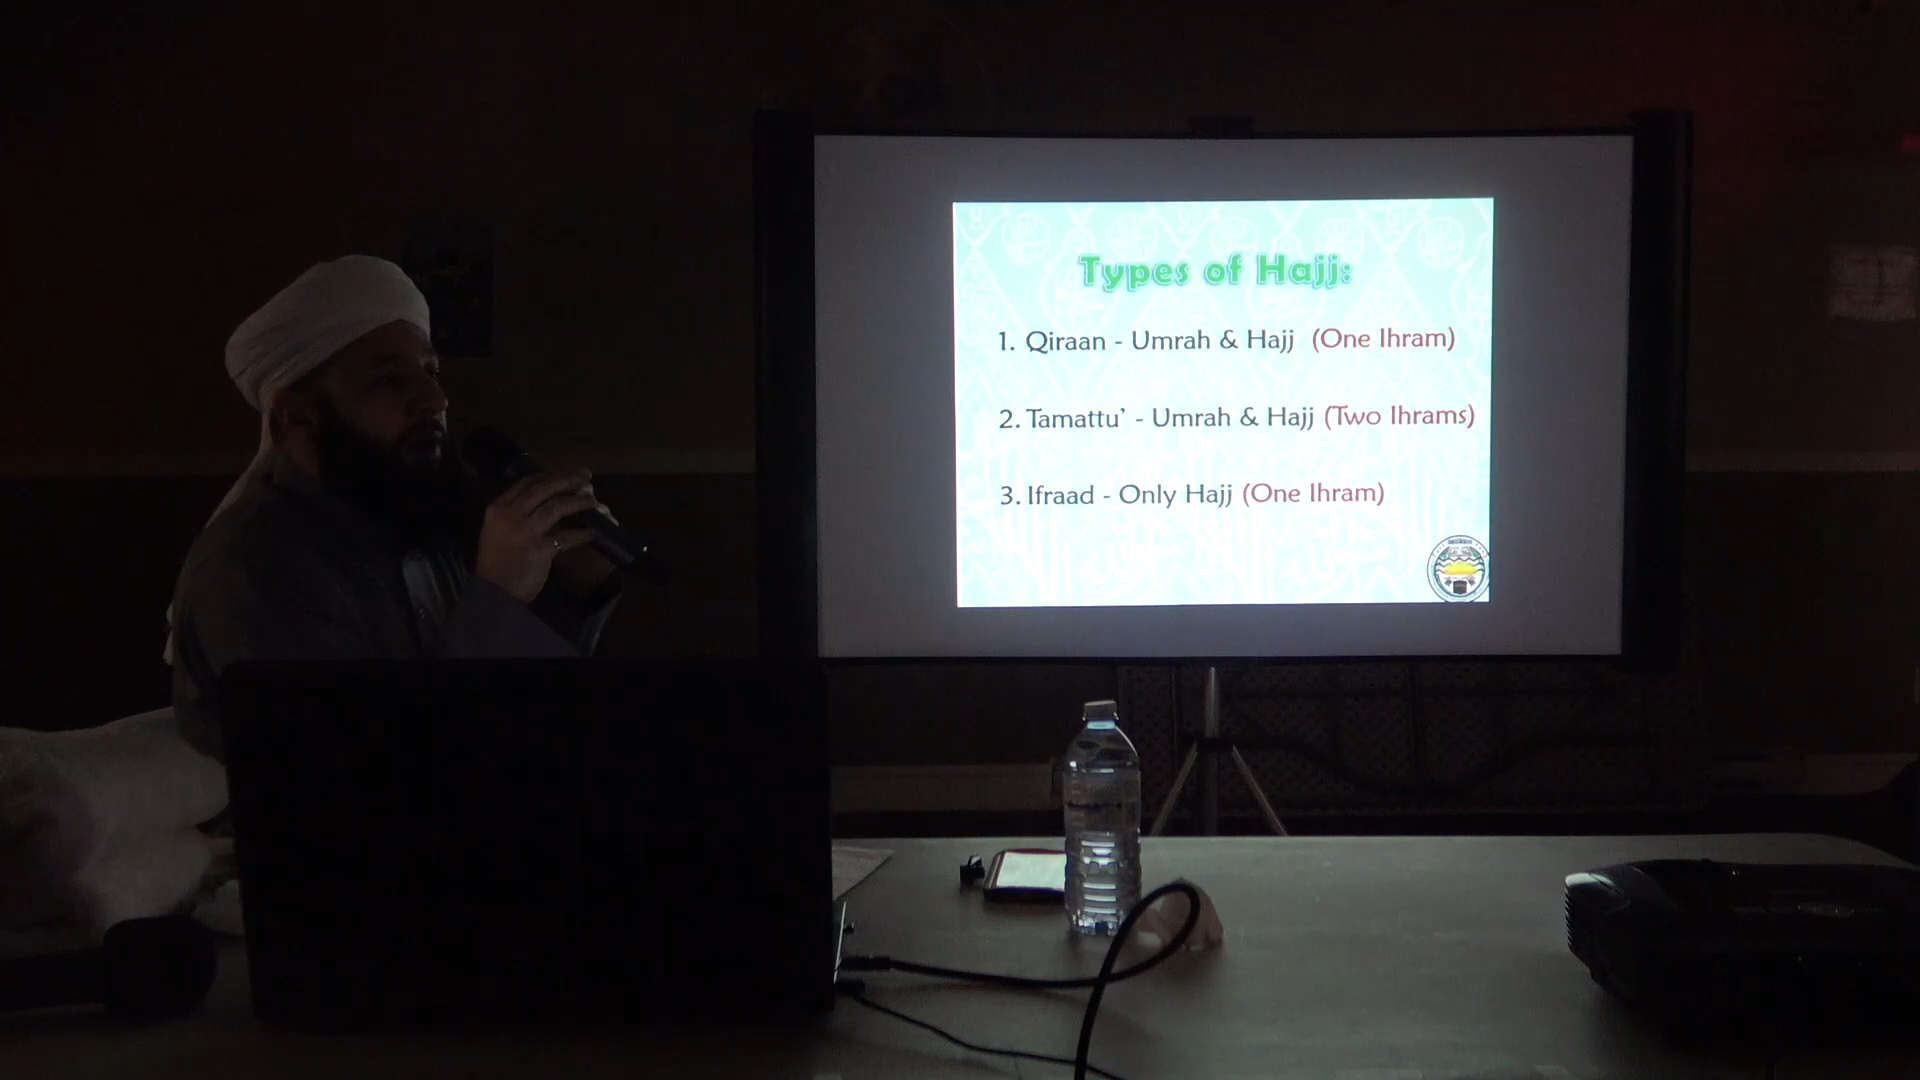 Types of Hajj:
1. Qiraan - Umrah & Hajj (One Ihram)
2. Tamattu' - Umrah & Hajj (Two Ihrams)
3. Ifraad - Only Hajj (One Ihram)